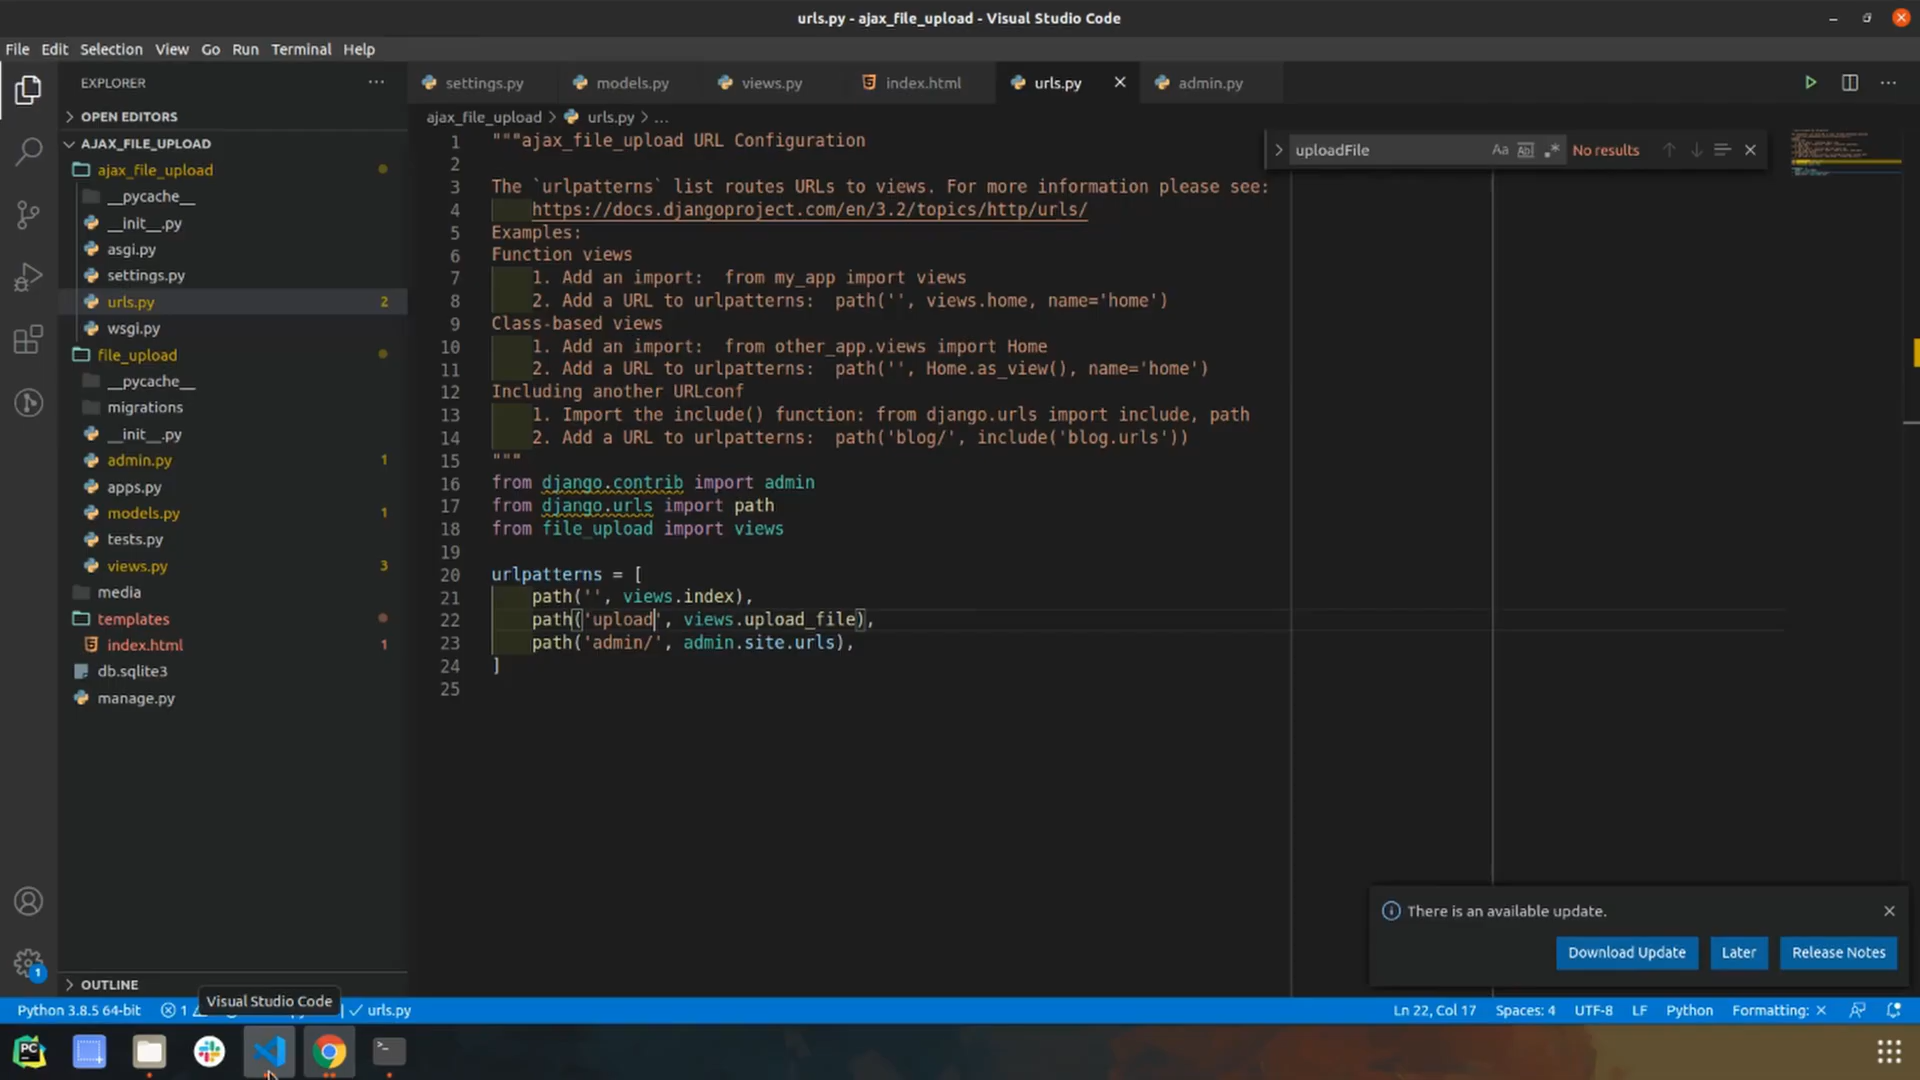 urls.py - ajax_file_upload - Visual Studio Code
File Edit Selection View Go Run Terminal Help
EXPLORER
OPEN EDITORS
AJAX_FILE_UPLOAD
ajax_file_upload
__pycache__
__init__.py
asgi.py
settings.py
urls.py 2
wsgi.py
file_upload
__pycache__
migrations
__init__.py
admin.py 1
apps.py
models.py 1
tests.py
views.py 3
media
templates
index.html 1
db.sqlite3
manage.py
OUTLINE
settings.py models.py views.py index.html urls.py admin.py
ajax_file_upload > urls.py > ...
uploadFile Aa Abl .* No results
1 """ajax_file_upload URL Configuration
2
3 The `urlpatterns` list routes URLs to views. For more information please see:
4 https://docs.djangoproject.com/en/3.2/topics/http/urls/
5 Examples:
6 Function views
7 1. Add an import:  from my_app import views
8 2. Add a URL to urlpatterns:  path('', views.home, name='home')
9 Class-based views
10 1. Add an import:  from other_app.views import Home
11 2. Add a URL to urlpatterns:  path('', Home.as_view(), name='home')
12 Including another URLconf
13 1. Import the include() function: from django.urls import include, path
14 2. Add a URL to urlpatterns:  path('blog/', include('blog.urls'))
15 """
16 from django.contrib import admin
17 from django.urls import path
18 from file_upload import views
19
20 urlpatterns = [
21 path('', views.index),
22 path('upload', views.upload_file),
23 path('admin/', admin.site.urls),
24 ]
25
There is an available update.
Download Update Later Release Notes
1
Visual Studio Code
Python 3.8.5 64-bit 1 urls.py Ln 22, Col 17 Spaces: 4 UTF-8 LF Python Formatting: ×
PC